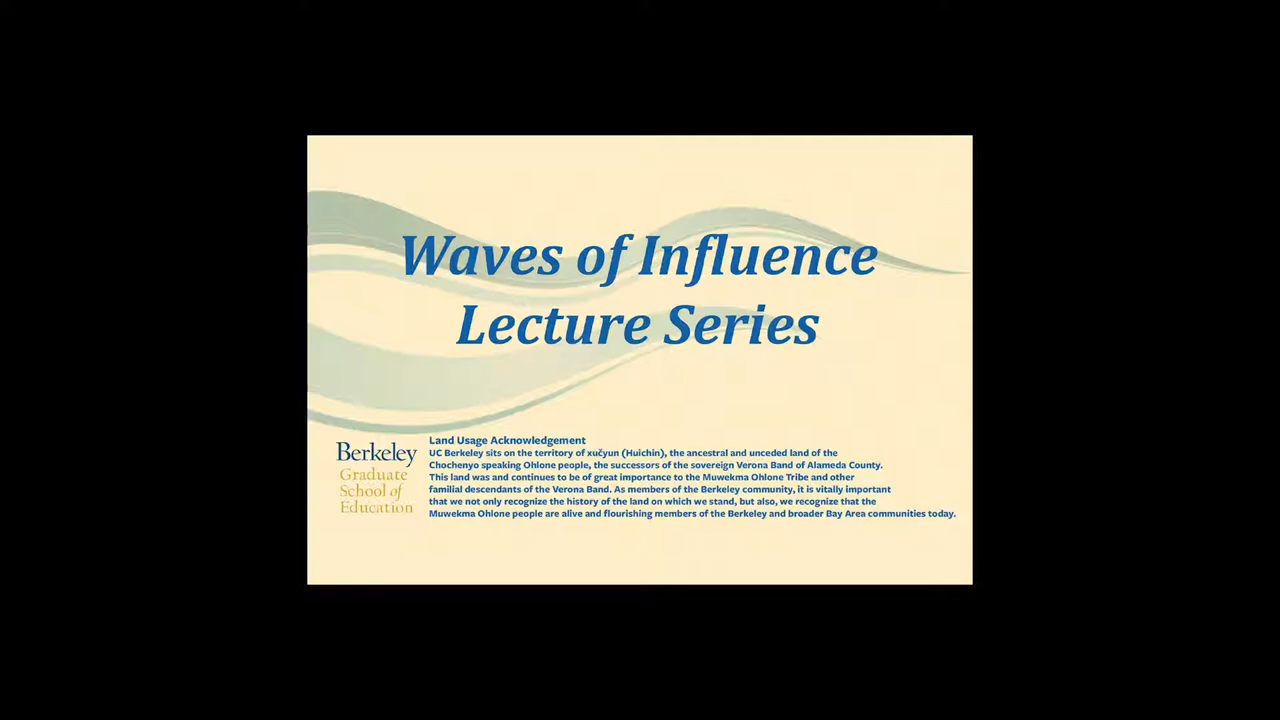 Waves of Influence
Lecture Series
Berkeley
Graduate
School of
Education
Land Usage Acknowledgement
UC Berkeley sits on the territory of xučyun (Huichin), the ancestral and unceded land of the
Chochenyo speaking Ohlone people, the successors of the sovereign Verona Band of Alameda County.
This land was and continues to be of great importance to the Muwekma Ohlone Tribe and other
familial descendants of the Verona Band. As members of the Berkeley community, it is vitally important
that we not only recognize the history of the land on which we stand, but also, we recognize that the
Muwekma Ohlone people are alive and flourishing members of the Berkeley and broader Bay Area communities today.